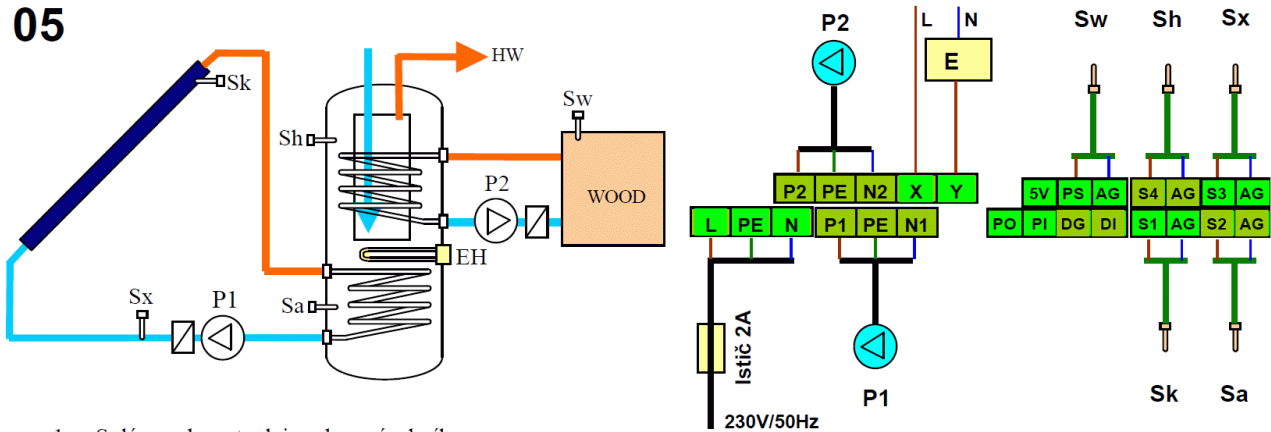 05
HW
Sk
Sh
Sw
P2
WOOD
EH
Sx
P1
Sa
P2
L
N
E
P2 PE N2 X Y
L PE N P1 PE N1
Istič 2A
P1
230V/50Hz
Sw Sh Sx
5V PS AG S4 AG S3 AG
PO PI DG DI S1 AG S2 AG
Sk Sa